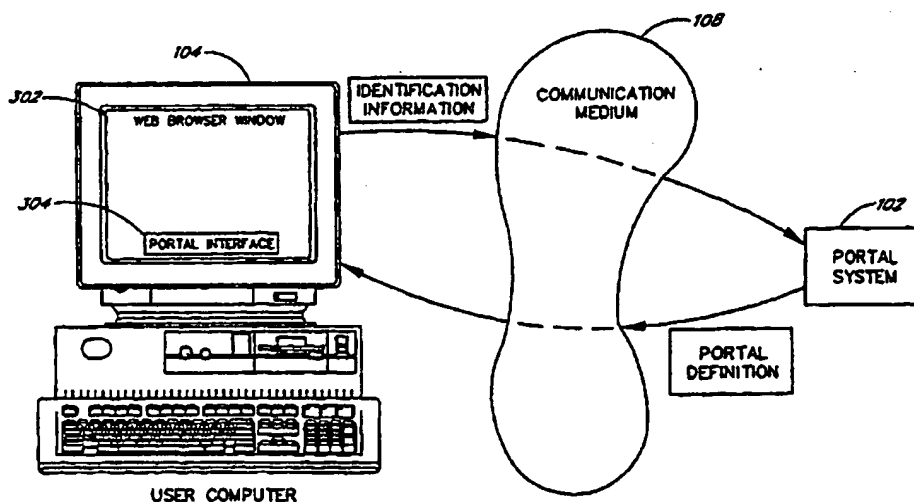 104
108
302
WEB BROWSER WINDOW
IDENTIFICATION
INFORMATION
COMMUNICATION
MEDIUM
304
PORTAL INTERFACE
102
PORTAL
SYSTEM
PORTAL
DEFINITION
USER COMPUTER